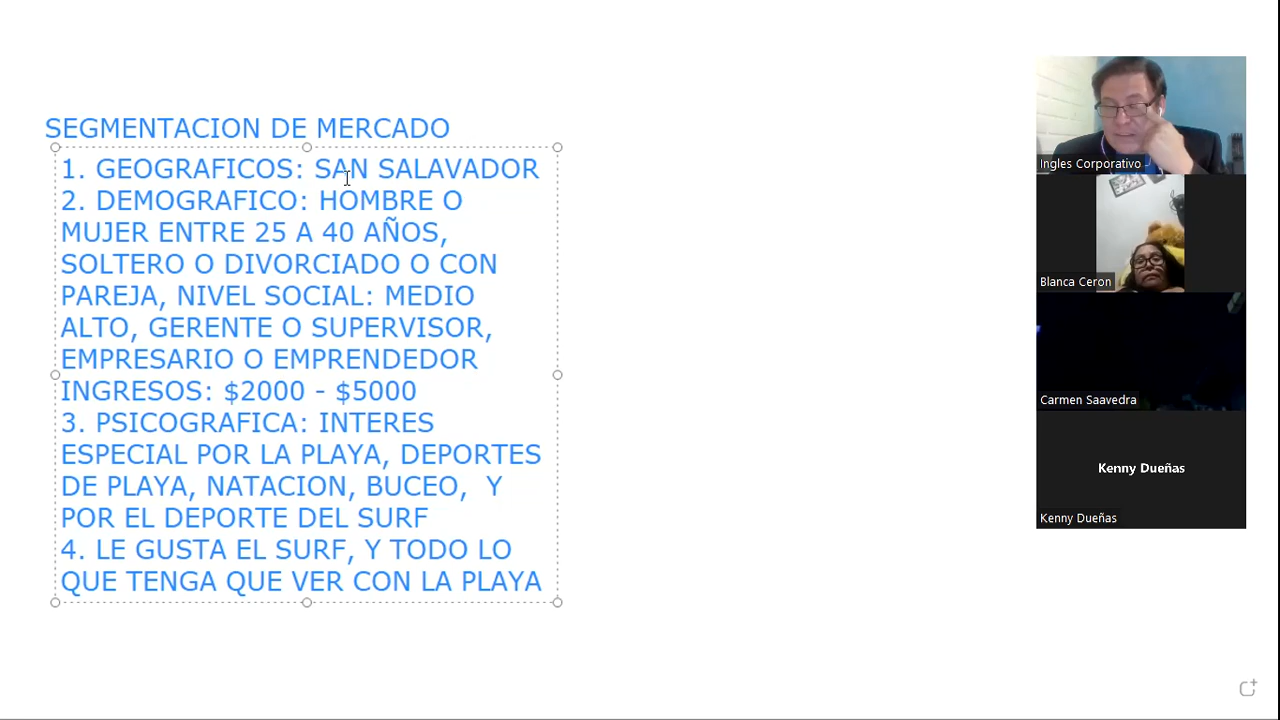 SEGMENTACION DE MERCADO
1. GEOGRAFICOS: SAN SALAVADOR
2. DEMOGRAFICO: HOMBRE O
MUJER ENTRE 25 A 40 AÑOS,
SOLTERO O DIVORCIADO O CON
PAREJA, NIVEL SOCIAL: MEDIO
ALTO, GERENTE O SUPERVISOR,
EMPRESARIO O EMPRENDEDOR
INGRESOS: $2000 - $5000
3. PSICOGRAFICA: INTERES
ESPECIAL POR LA PLAYA, DEPORTES
DE PLAYA, NATACION, BUCEO, Y
POR EL DEPORTE DEL SURF
4. LE GUSTA EL SURF, Y TODO LO
QUE TENGA QUE VER CON LA PLAYA
Ingles Corporativo
Blanca Ceron
Carmen Saavedra
Kenny Dueñas
Kenny Dueñas